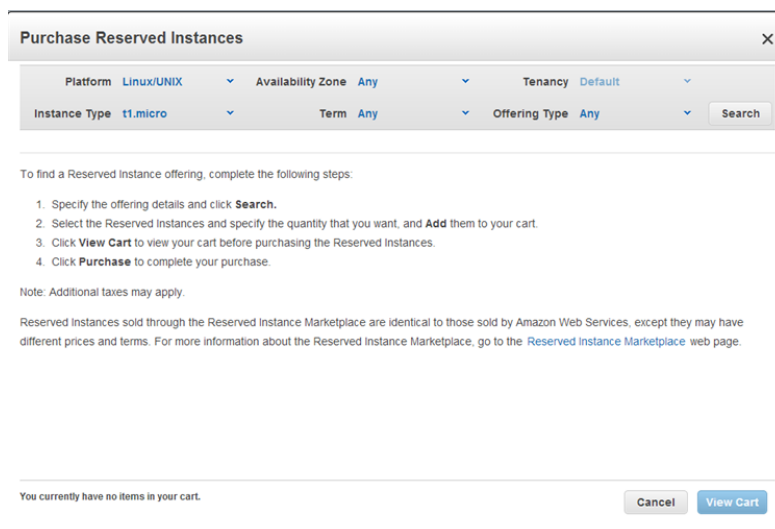 Purchase Reserved Instances
Platform Linux/UNIX Availability Zone Any Tenancy Default
Instance Type t1.micro Term Any Offering Type Any Search
To find a Reserved Instance offering, complete the following steps:
1. Specify the offering details and click Search.
2. Select the Reserved Instances and specify the quantity that you want, and Add them to your cart.
3. Click View Cart to view your cart before purchasing the Reserved Instances.
4. Click Purchase to complete your purchase.
Note: Additional taxes may apply.
Reserved Instances sold through the Reserved Instance Marketplace are identical to those sold by Amazon Web Services, except they may have
different prices and terms. For more information about the Reserved Instance Marketplace, go to the Reserved Instance Marketplace web page.
You currently have no items in your cart.
Cancel View Cart